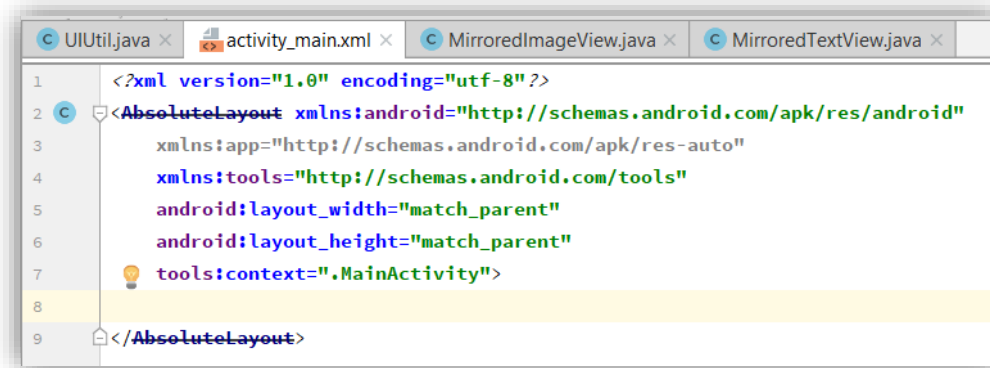 UIUtil.java activity_main.xml MirroredImageView.java MirroredTextView.java
1 <?xml version="1.0" encoding="utf-8"?>
2 C <AbsoluteLayout xmlns:android="http://schemas.android.com/apk/res/android"
3 xmlns:app="http://schemas.android.com/apk/res-auto"
4 xmlns:tools="http://schemas.android.com/tools"
5 android:layout_width="match_parent"
6 android:layout_height="match_parent"
7 tools:context=".MainActivity">
8
9 </AbsoluteLayout>